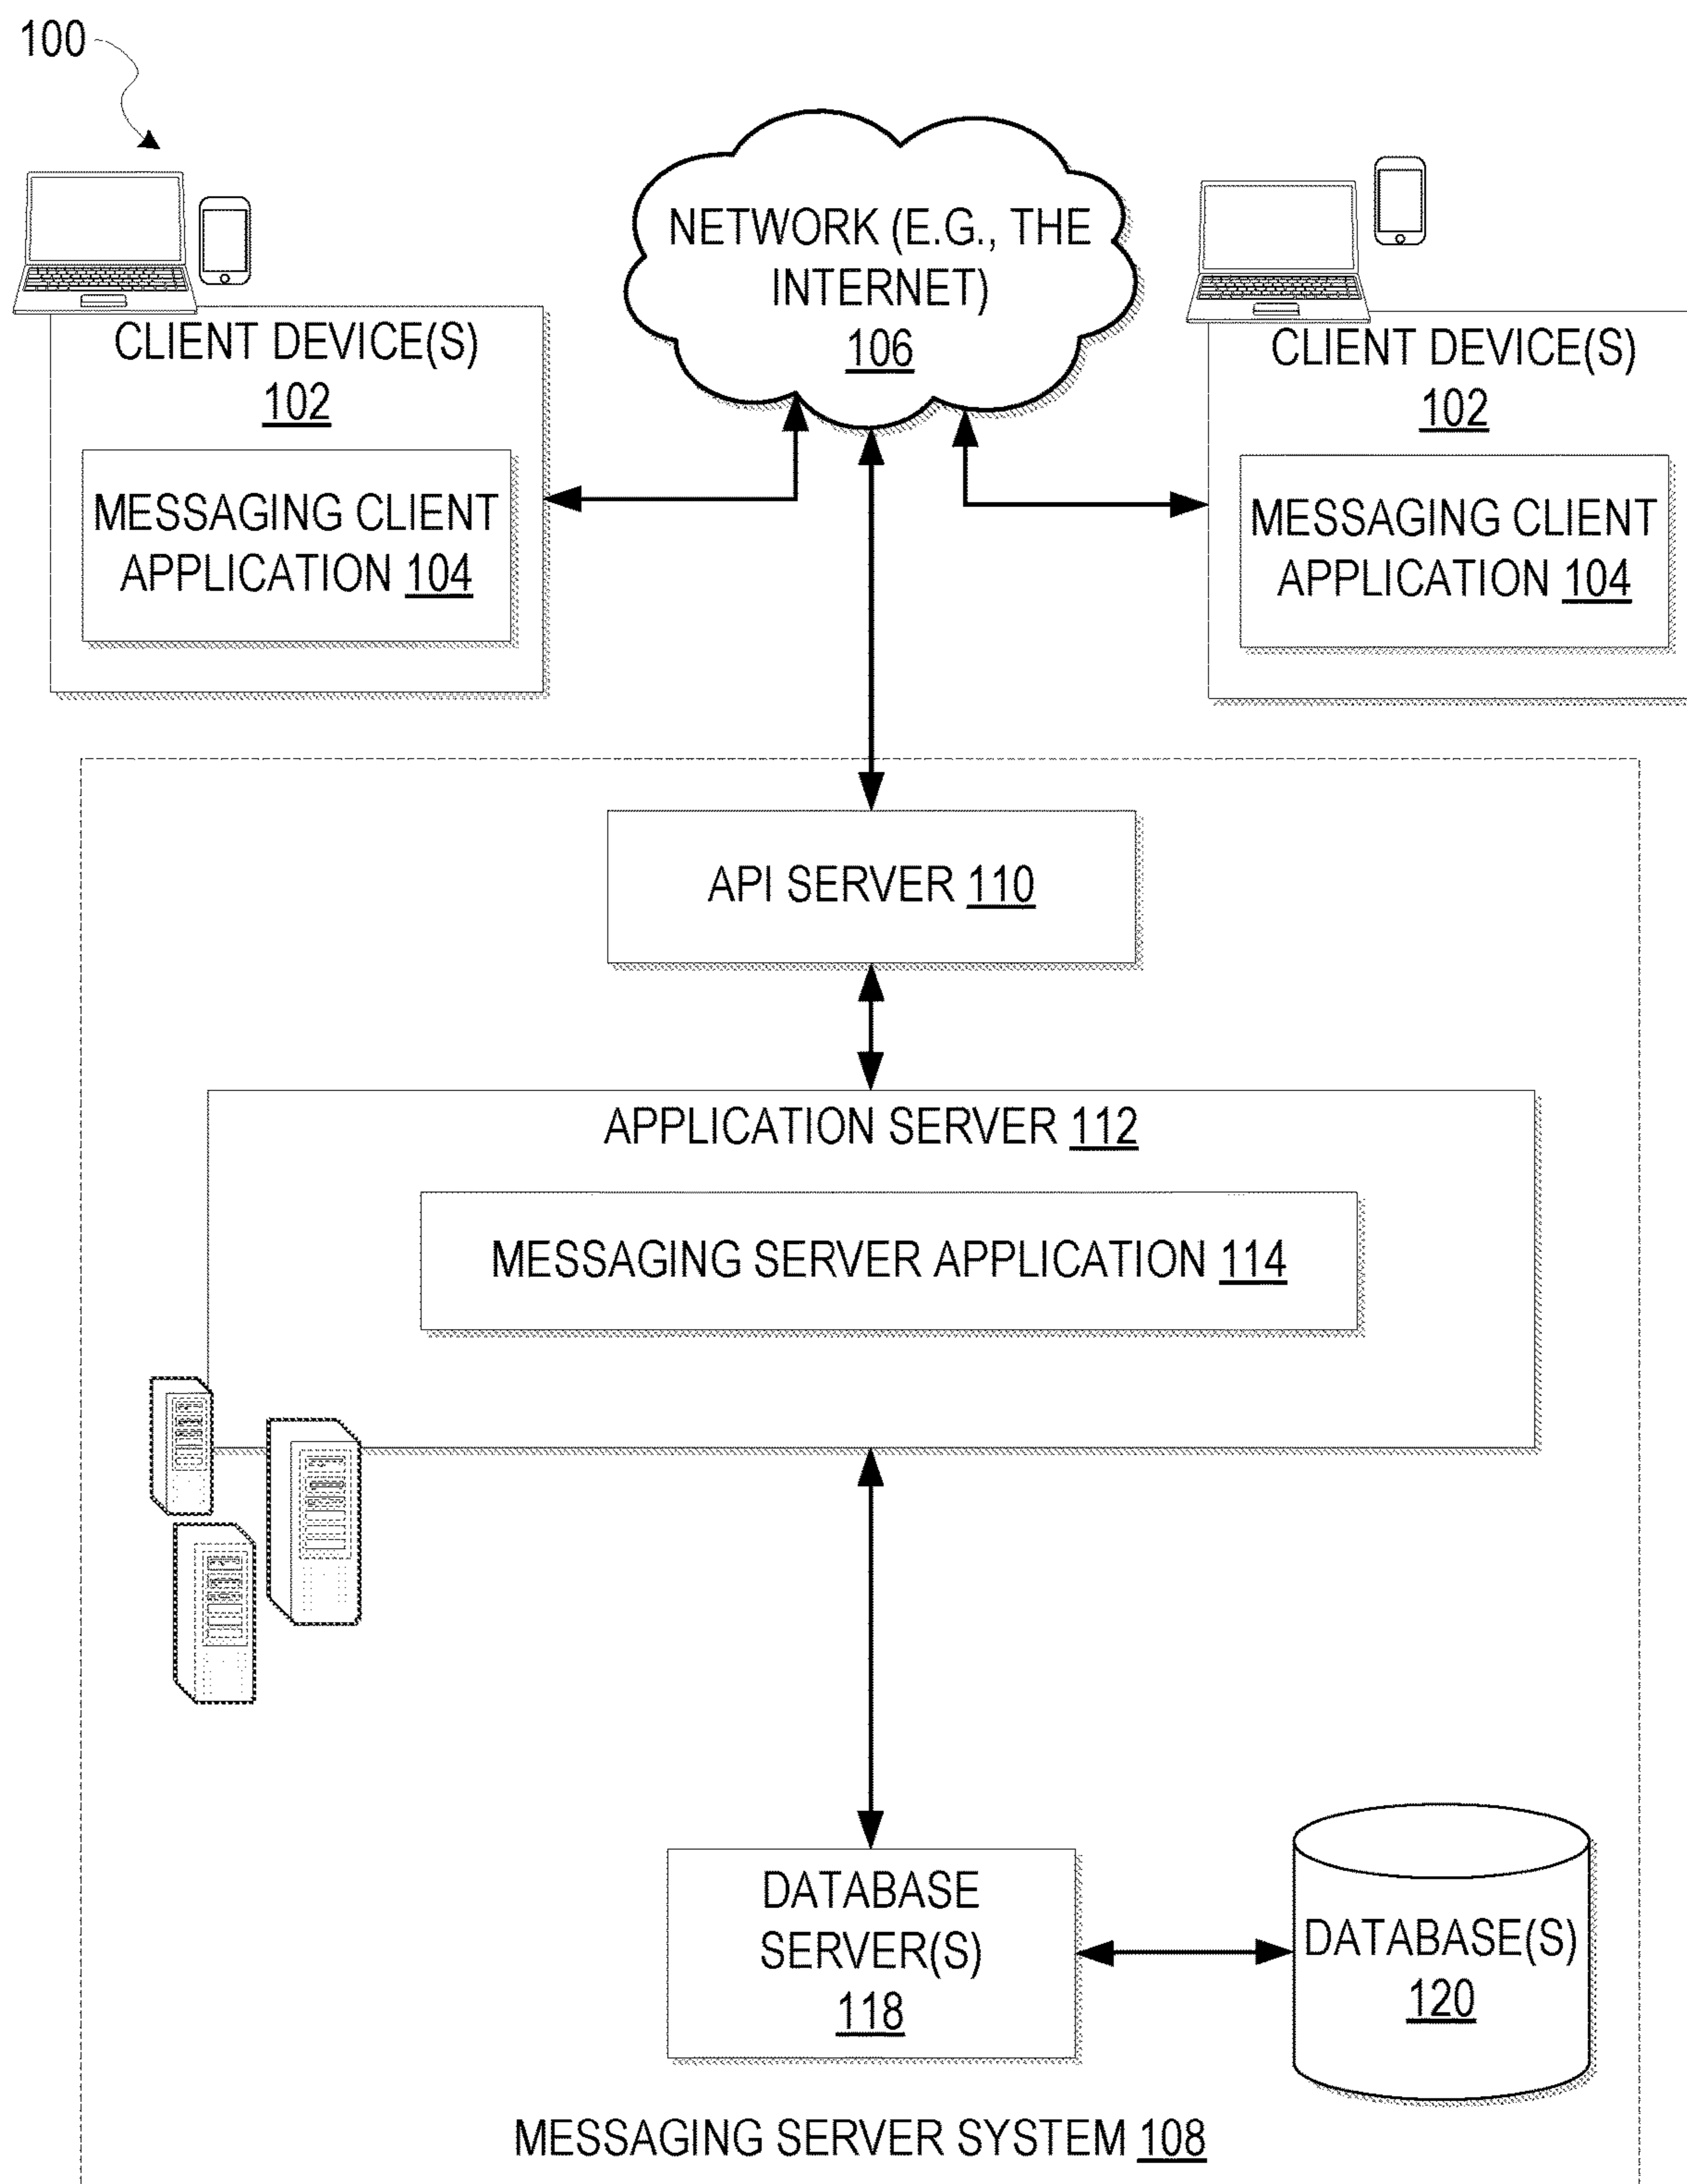 100
NETWORK (E.G., THE
INTERNET)
106
CLIENT DEVICE(S)
102
MESSAGING CLIENT
APPLICATION 104
CLIENT DEVICE(S)
102
MESSAGING CLIENT
APPLICATION 104
API SERVER 110
APPLICATION SERVER 112
MESSAGING SERVER APPLICATION 114
DATABASE
SERVER(S)
118
DATABASE(S)
120
MESSAGING SERVER SYSTEM 108